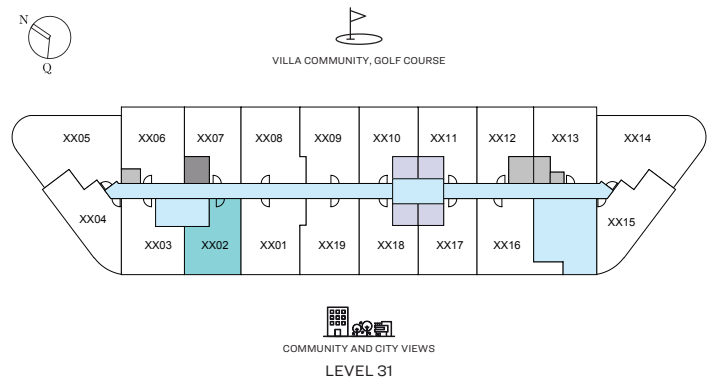 N
Q
VILLA COMMUNITY, GOLF COURSE
XX05 XX06 XX07 XX08 XX09 XX10 XX11 XX12 XX13 XX14
XX04 XX03 XX02 XX01 XX19 XX18 XX17 XX16 XX15
COMMUNITY AND CITY VIEWS
LEVEL 31